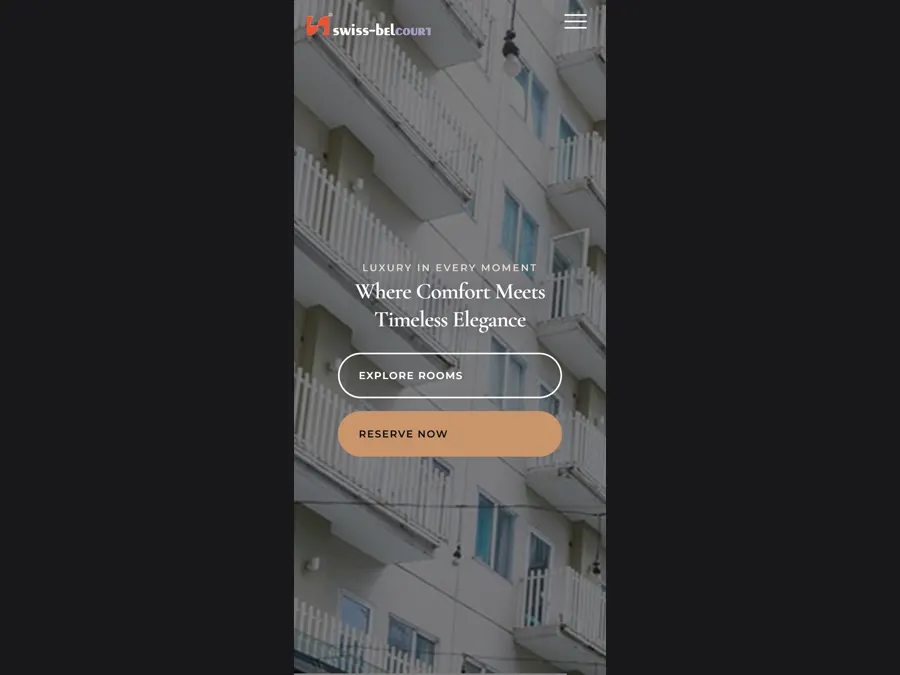 swiss-belcourt
LUXURY IN EVERY MOMENT
Where Comfort Meets
Timeless Elegance
EXPLORE ROOMS
RESERVE NOW